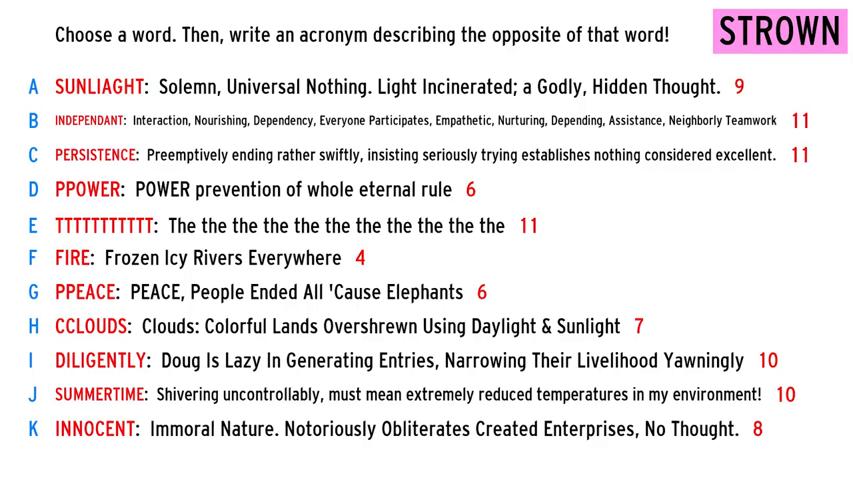 Choose a word. Then, write an acronym describing the opposite of that word!
STROWN
A SUNLIAGHT: Solemn, Universal Nothing. Light Incinerated; a Godly, Hidden Thought. 9
B INDEPENDANT: Interaction, Nourishing, Dependency, Everyone Participates, Empathetic, Nurturing, Depending, Assistance, Neighborly Teamwork 11
C PERSISTENCE: Preemptively ending rather swiftly, insisting seriously trying establishes nothing considered excellent. 11
D PPOWER: POWER prevention of whole eternal rule 6
E TTTTTTTTTTT: The the the the the the the the the the the 11
F FIRE: Frozen Icy Rivers Everywhere 4
G PPEACE: PEACE, People Ended All 'Cause Elephants 6
H CCLOUDS: Clouds: Colorful Lands Overshrewn Using Daylight & Sunlight 7
I DILIGENTLY: Doug Is Lazy In Generating Entries, Narrowing Their Livelihood Yawningly 10
J SUMMERTIME: Shivering uncontrollably, must mean extremely reduced temperatures in my environment! 10
K INNOCENT: Immoral Nature. Notoriously Obliterates Created Enterprises, No Thought. 8